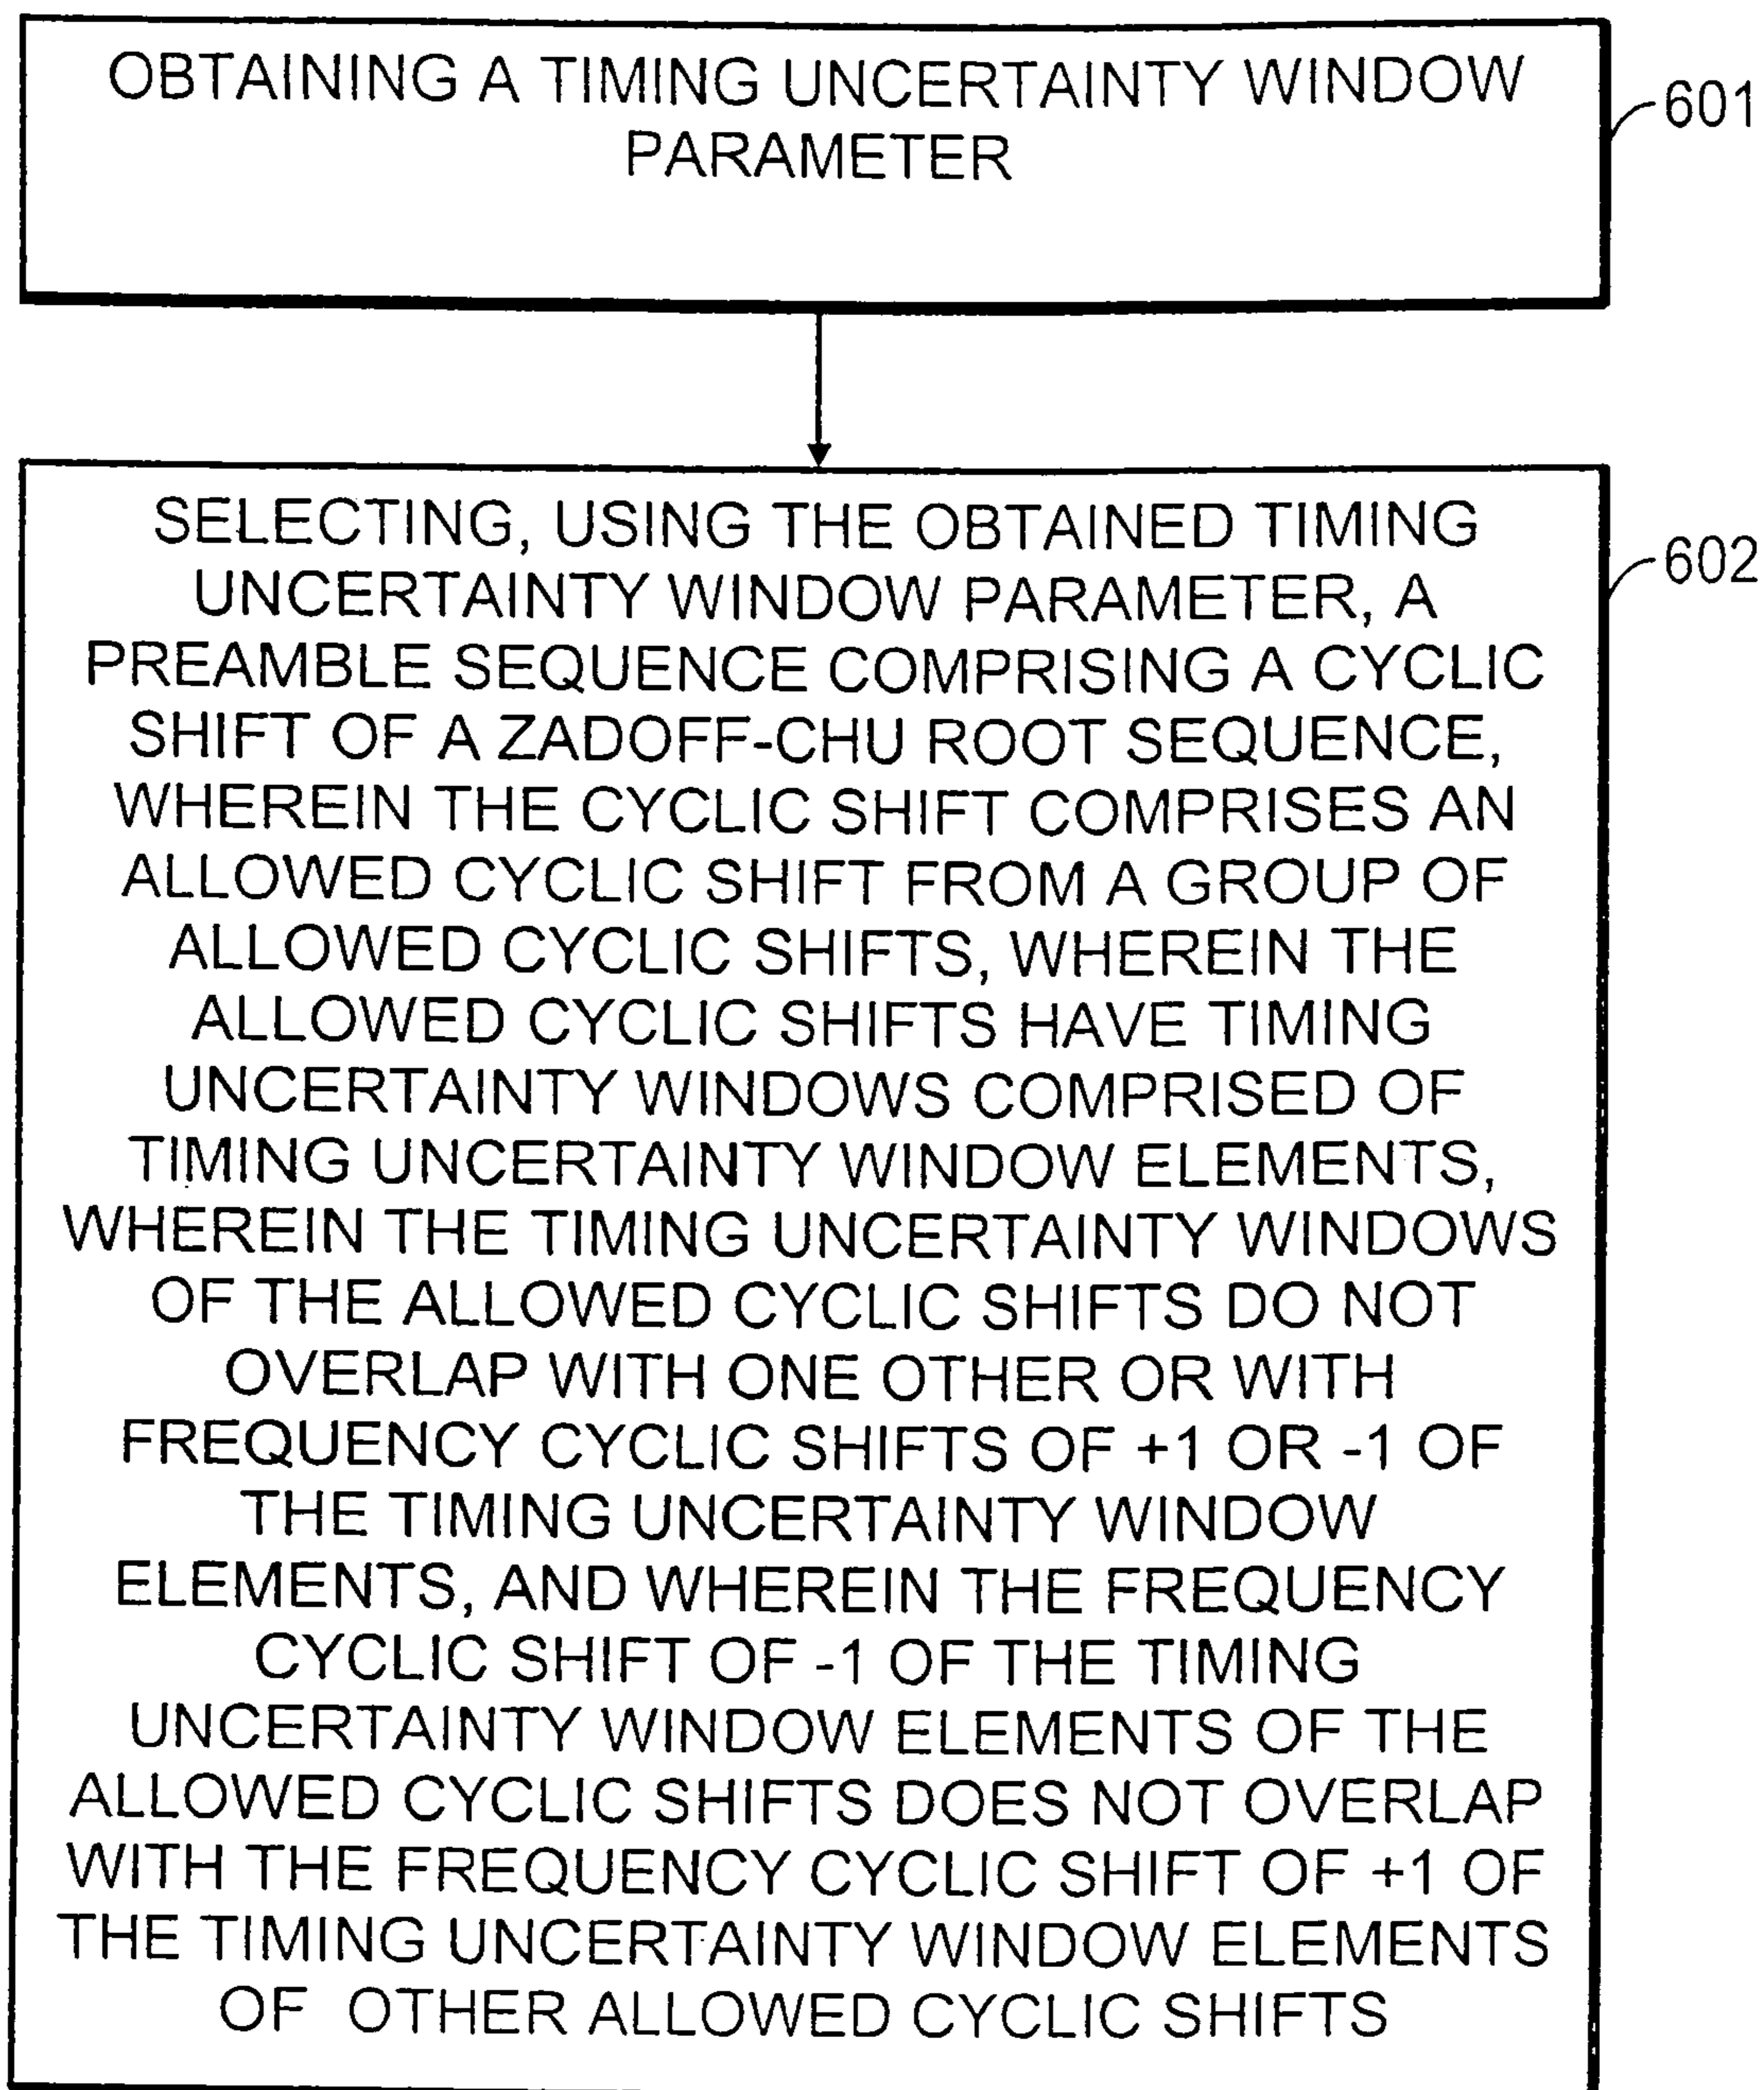 OBTAINING A TIMING UNCERTAINTY WINDOW
PARAMETER
601
SELECTING, USING THE OBTAINED TIMING
UNCERTAINTY WINDOW PARAMETER, A
PREAMBLE SEQUENCE COMPRISING A CYCLIC
SHIFT OF A ZADOFF-CHU ROOT SEQUENCE,
WHEREIN THE CYCLIC SHIFT COMPRISES AN
ALLOWED CYCLIC SHIFT FROM A GROUP OF
ALLOWED CYCLIC SHIFTS, WHEREIN THE
ALLOWED CYCLIC SHIFTS HAVE TIMING
UNCERTAINTY WINDOWS COMPRISED OF
TIMING UNCERTAINTY WINDOW ELEMENTS,
WHEREIN THE TIMING UNCERTAINTY WINDOWS
OF THE ALLOWED CYCLIC SHIFTS DO NOT
OVERLAP WITH ONE OTHER OR WITH
FREQUENCY CYCLIC SHIFTS OF +1 OR -1 OF
THE TIMING UNCERTAINTY WINDOW
ELEMENTS, AND WHEREIN THE FREQUENCY
CYCLIC SHIFT OF -1 OF THE TIMING
UNCERTAINTY WINDOW ELEMENTS OF THE
ALLOWED CYCLIC SHIFTS DOES NOT OVERLAP
WITH THE FREQUENCY CYCLIC SHIFT OF +1 OF
THE TIMING UNCERTAINTY WINDOW ELEMENTS
OF OTHER ALLOWED CYCLIC SHIFTS
602